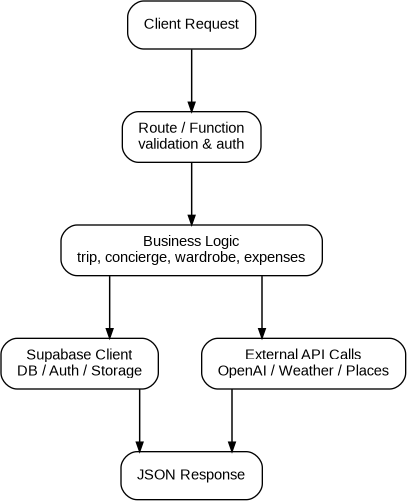 Client Request
Route / Function
validation & auth
Business Logic
trip, concierge, wardrobe, expenses
Supabase Client
DB / Auth / Storage
External API Calls
OpenAI / Weather / Places
JSON Response